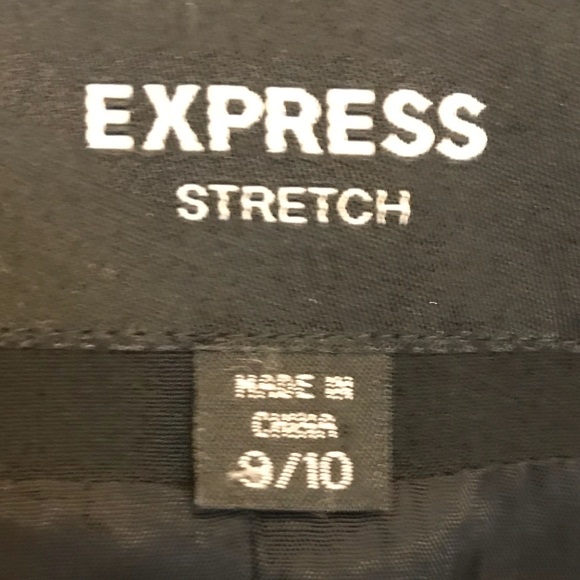 EXPRESS
STRETCH
MADE IN
CHINA
9/10